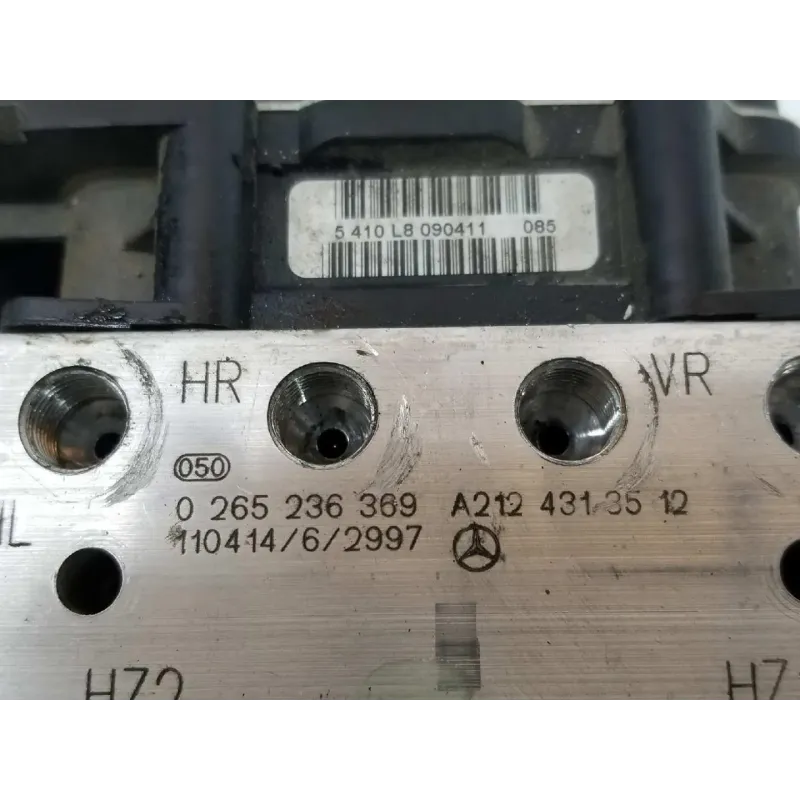 5 410 L8 090411 085
HR VR
050
0 265 236 369 A212 431 35 12
110414/6/2997
HZ2